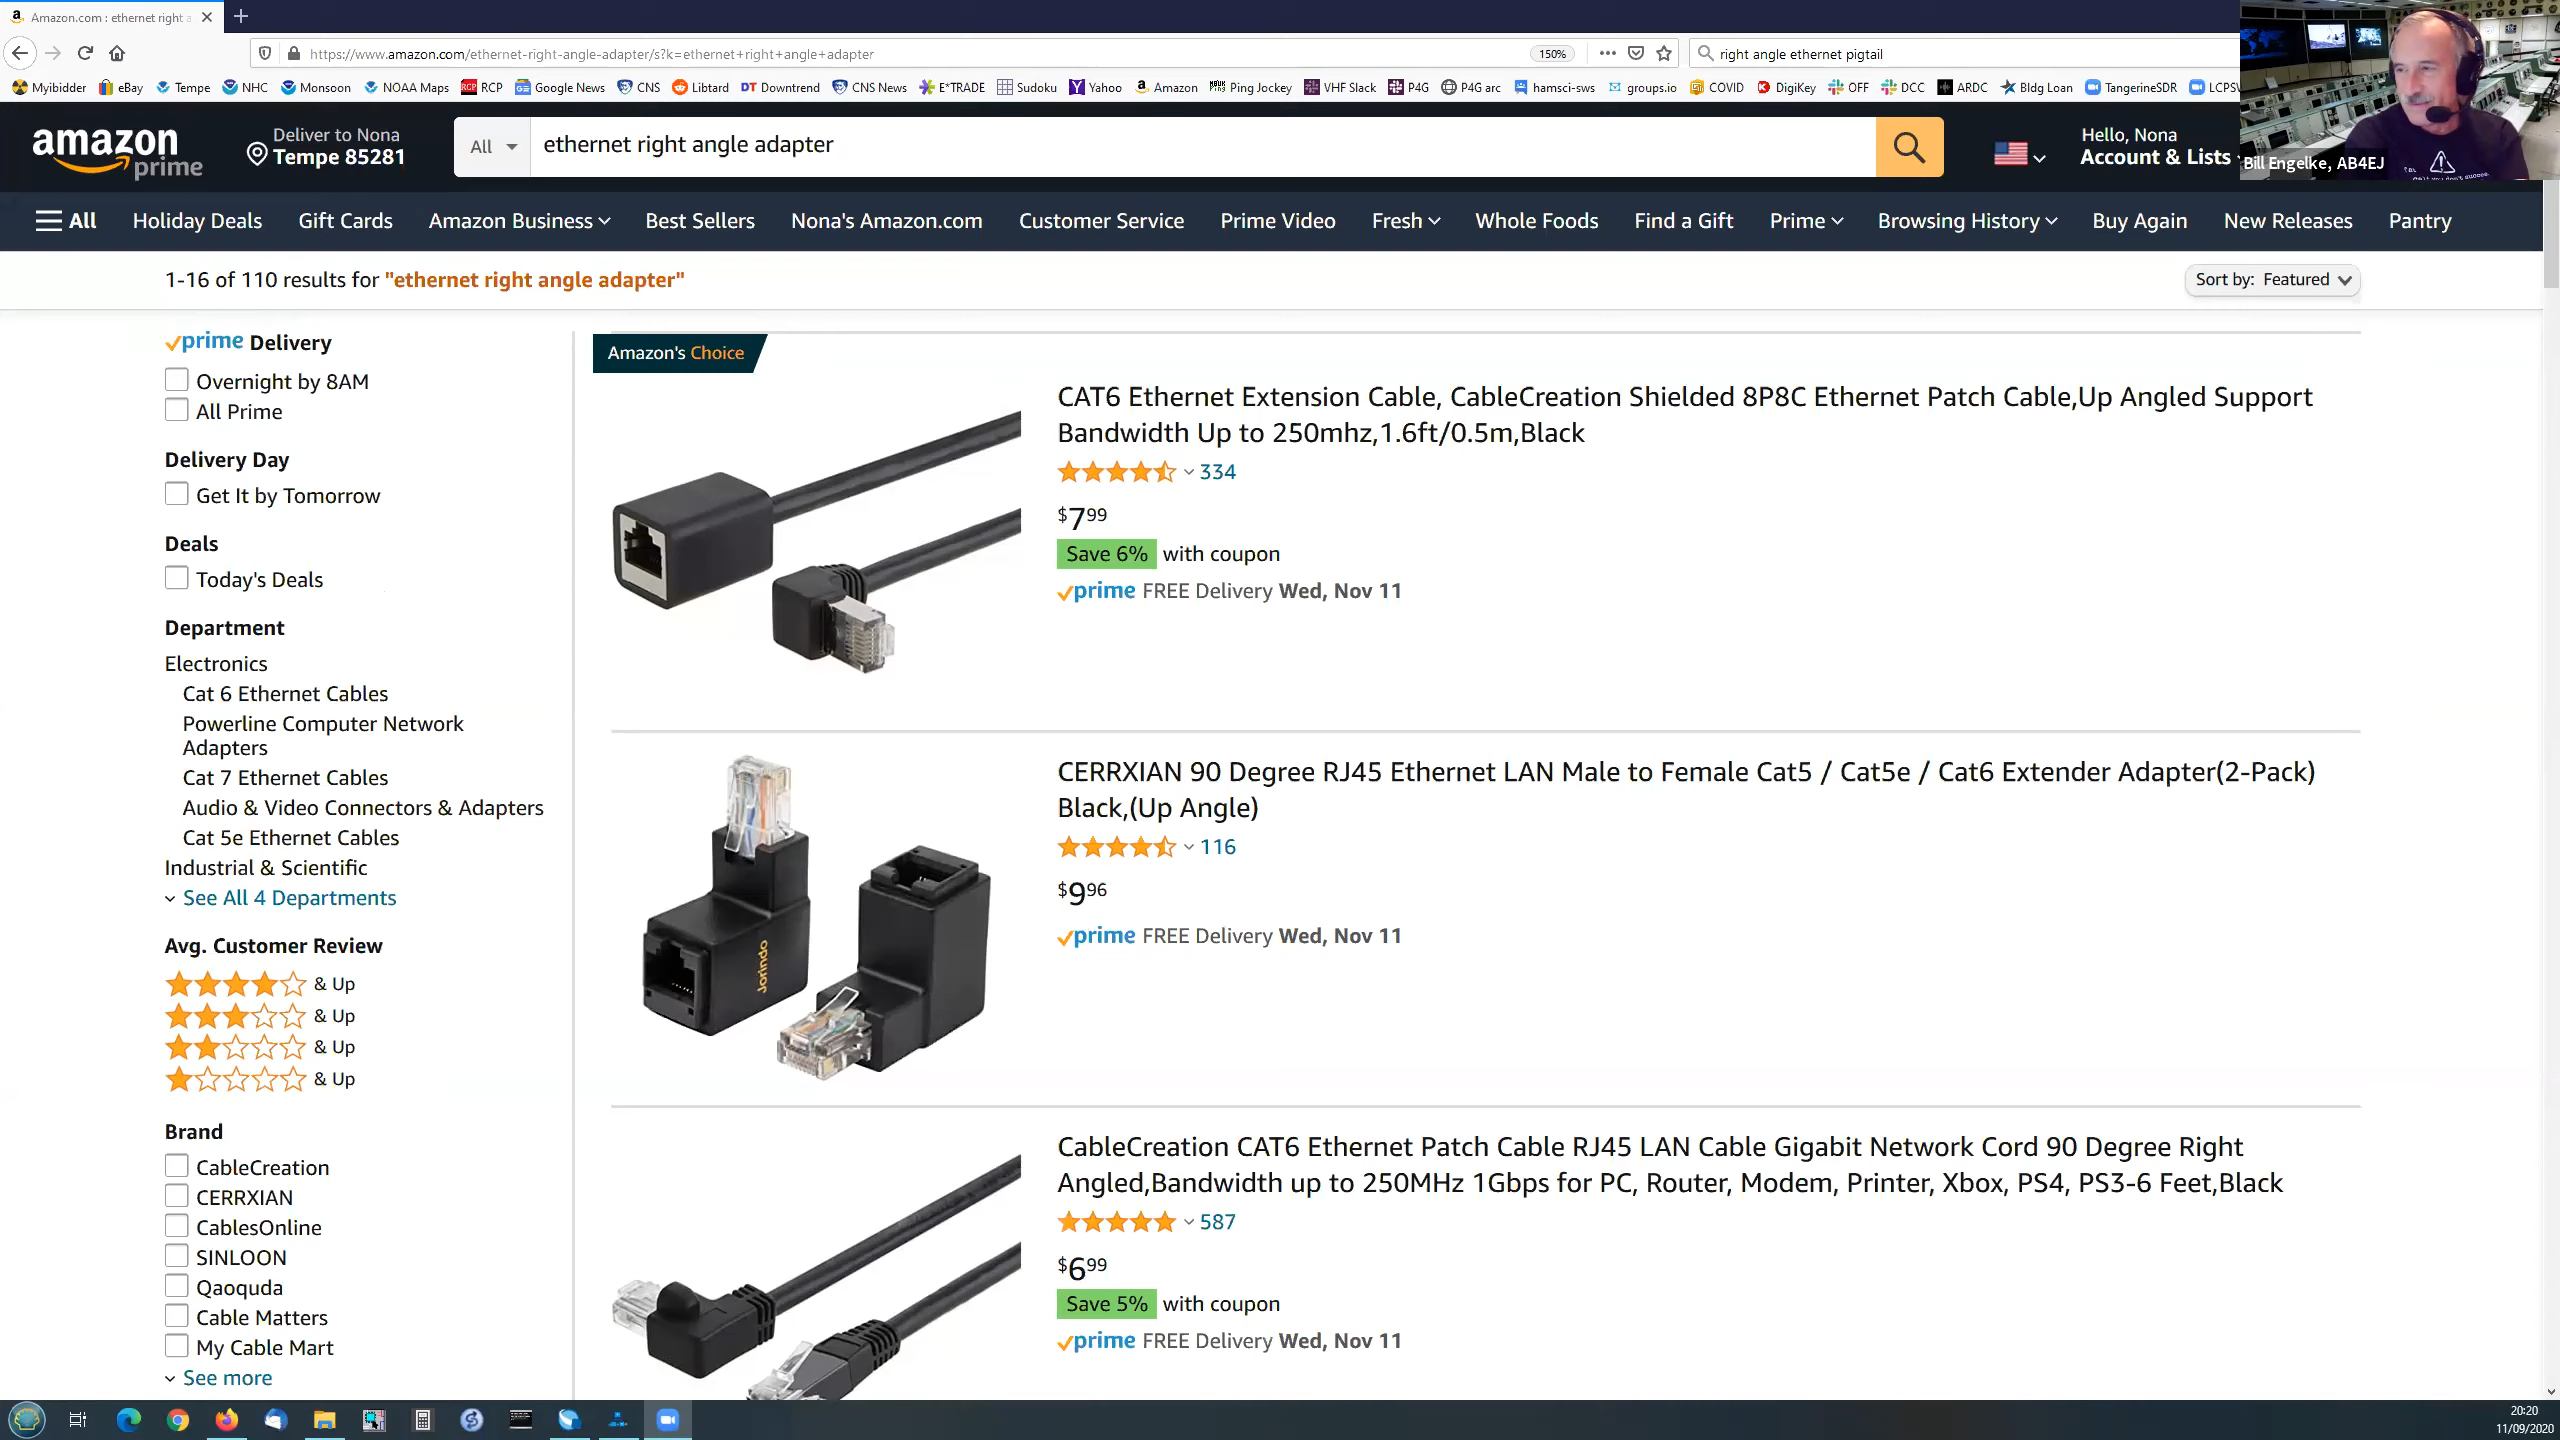 Amazon.com : ethernet right a
https://www.amazon.com/ethernet-right-angle-adapter/s?k=ethernet+right+angle+adapter
150%
right angle ethernet pigtail
Myibidder eBay Tempe NHC Monsoon NOAA Maps RCP Google News CNS Libtard DT Downtrend CNS News E*TRADE Sudoku Yahoo Amazon Ping Jockey VHF Slack P4G P4G arc hamsci-sws groups.io COVID DigiKey OFF DCC ARDC Bldg Loan TangerineSDR LCPS
Bill Engelke, AB4EJ
amazon prime
Deliver to Nona
Tempe 85281
All
ethernet right angle adapter
Hello, Nona
Account & Lists
All Holiday Deals Gift Cards Amazon Business Best Sellers Nona's Amazon.com Customer Service Prime Video Fresh Whole Foods Find a Gift Prime Browsing History Buy Again New Releases Pantry
1-16 of 110 results for "ethernet right angle adapter"
Sort by: Featured
prime Delivery
Overnight by 8AM
All Prime
Delivery Day
Get It by Tomorrow
Deals
Today's Deals
Department
Electronics
Cat 6 Ethernet Cables
Powerline Computer Network
Adapters
Cat 7 Ethernet Cables
Audio & Video Connectors & Adapters
Cat 5e Ethernet Cables
Industrial & Scientific
See All 4 Departments
Avg. Customer Review
& Up
& Up
& Up
& Up
Brand
CableCreation
CERRXIAN
CablesOnline
SINLOON
Qaoquda
Cable Matters
My Cable Mart
See more
Amazon's Choice
CAT6 Ethernet Extension Cable, CableCreation Shielded 8P8C Ethernet Patch Cable,Up Angled Support
Bandwidth Up to 250mhz,1.6ft/0.5m,Black
334
$799
Save 6% with coupon
prime FREE Delivery Wed, Nov 11
Jorindo
CERRXIAN 90 Degree RJ45 Ethernet LAN Male to Female Cat5 / Cat5e / Cat6 Extender Adapter(2-Pack)
Black,(Up Angle)
116
$996
prime FREE Delivery Wed, Nov 11
CableCreation CAT6 Ethernet Patch Cable RJ45 LAN Cable Gigabit Network Cord 90 Degree Right
Angled,Bandwidth up to 250MHz 1Gbps for PC, Router, Modem, Printer, Xbox, PS4, PS3-6 Feet,Black
587
$699
Save 5% with coupon
prime FREE Delivery Wed, Nov 11
20:20
11/09/2020